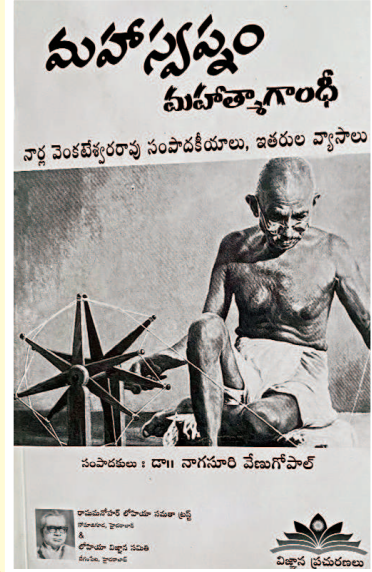 మహాస్వప్నం
మహాత్మాగాంధీ
నార్ల వెంకటేశ్వరరావు సంపాదకీయాలు, ఇతరుల వ్యాసాలు
సంపాదకులు : డా॥ నాగసూరి వేణుగోపాల్
రామమనోహర్ లోహియా సమతా ట్రస్ట్
సోమాజిగూడ, హైదరాబాద్
&
లోహియా విజ్ఞాన సమితి
బేగంపేట, హైదరాబాద్
విజ్ఞాన ప్రచురణలు